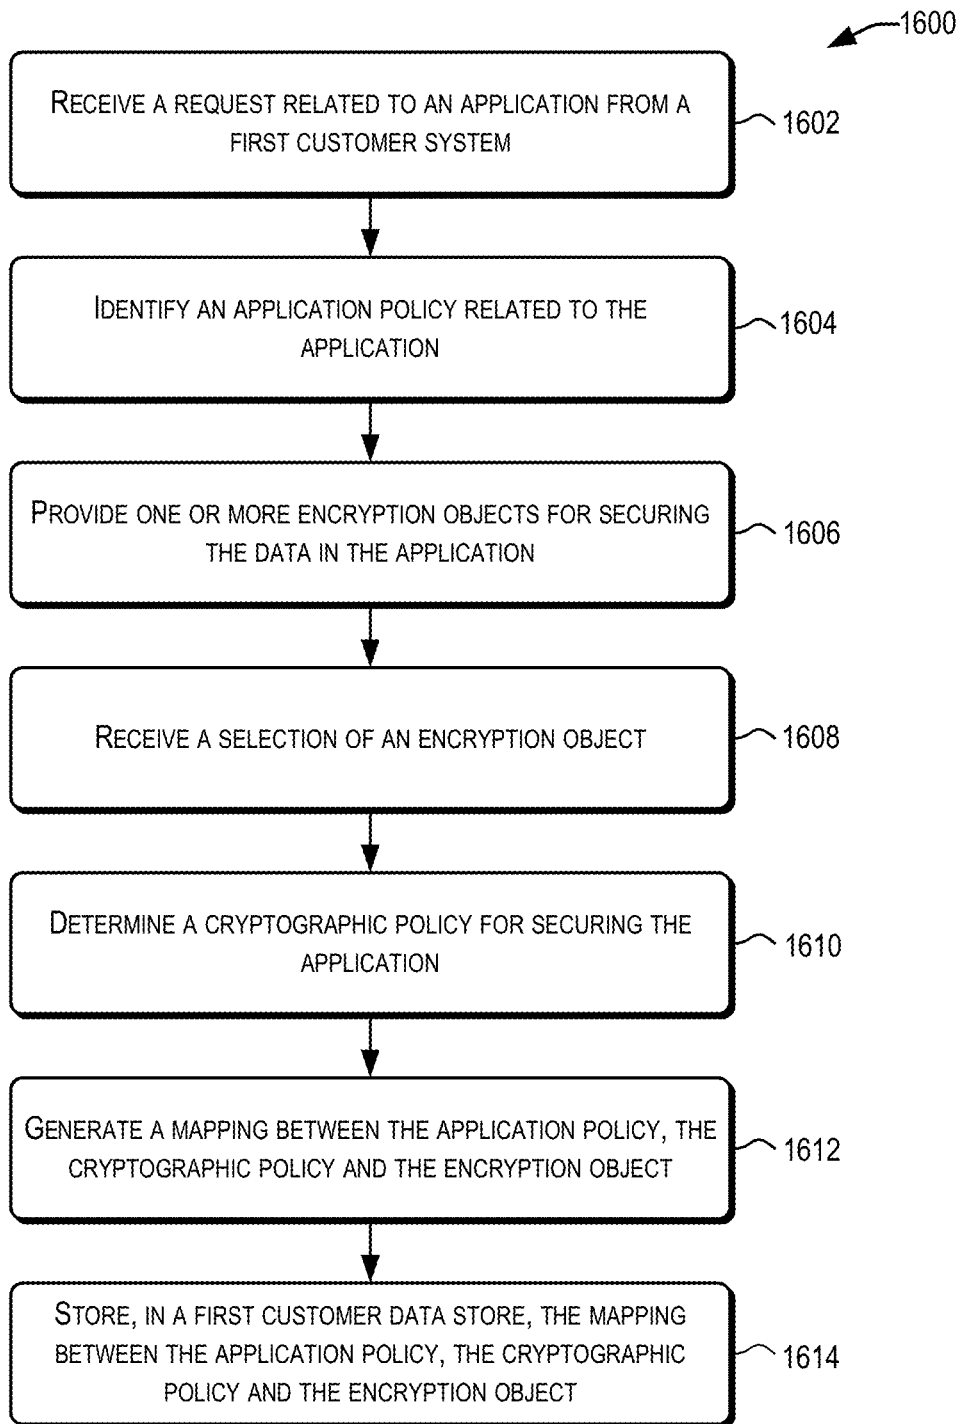 1600
RECEIVE A REQUEST RELATED TO AN APPLICATION FROM A
FIRST CUSTOMER SYSTEM
1602
IDENTIFY AN APPLICATION POLICY RELATED TO THE
APPLICATION
1604
PROVIDE ONE OR MORE ENCRYPTION OBJECTS FOR SECURING
THE DATA IN THE APPLICATION
1606
RECEIVE A SELECTION OF AN ENCRYPTION OBJECT
1608
DETERMINE A CRYPTOGRAPHIC POLICY FOR SECURING THE
APPLICATION
1610
GENERATE A MAPPING BETWEEN THE APPLICATION POLICY, THE
CRYPTOGRAPHIC POLICY AND THE ENCRYPTION OBJECT
1612
STORE, IN A FIRST CUSTOMER DATA STORE, THE MAPPING
BETWEEN THE APPLICATION POLICY, THE CRYPTOGRAPHIC
POLICY AND THE ENCRYPTION OBJECT
1614